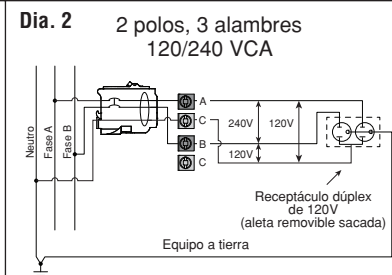 Dia. 2
2 polos, 3 alambres
120/240 VCA
Neutro
Fase A
Fase B
A
C
B
C
240V
120V
120V
Receptáculo dúplex
de 120V
(aleta removible sacada)
Equipo a tierra